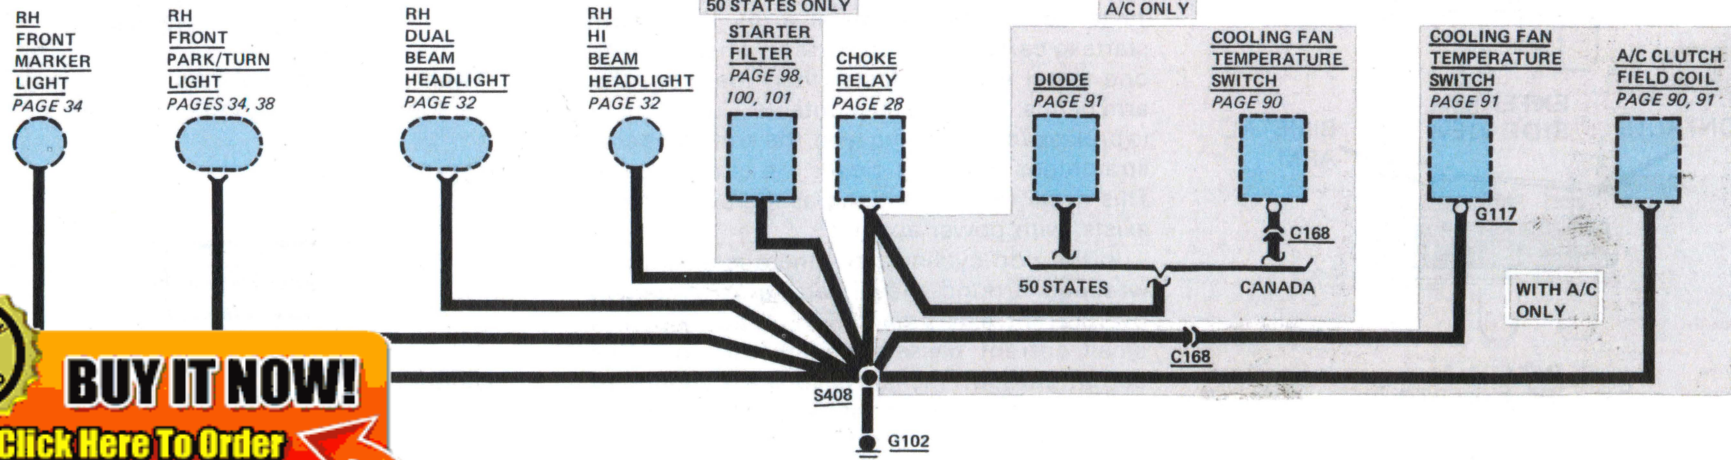 50 STATES ONLY
A/C ONLY
RH
FRONT
MARKER
LIGHT
PAGE 34
RH
FRONT
PARK/TURN
LIGHT
PAGES 34, 38
RH
DUAL
BEAM
HEADLIGHT
PAGE 32
RH
HI
BEAM
HEADLIGHT
PAGE 32
STARTER
FILTER
PAGE 98,
100, 101
CHOKE
RELAY
PAGE 28
DIODE
PAGE 91
COOLING FAN
TEMPERATURE
SWITCH
PAGE 90
COOLING FAN
TEMPERATURE
SWITCH
PAGE 91
A/C CLUTCH
FIELD COIL
PAGE 90, 91
G117
C168
50 STATES
CANADA
WITH A/C
ONLY
C168
S408
G102
BUY IT NOW!
Click Here To Order